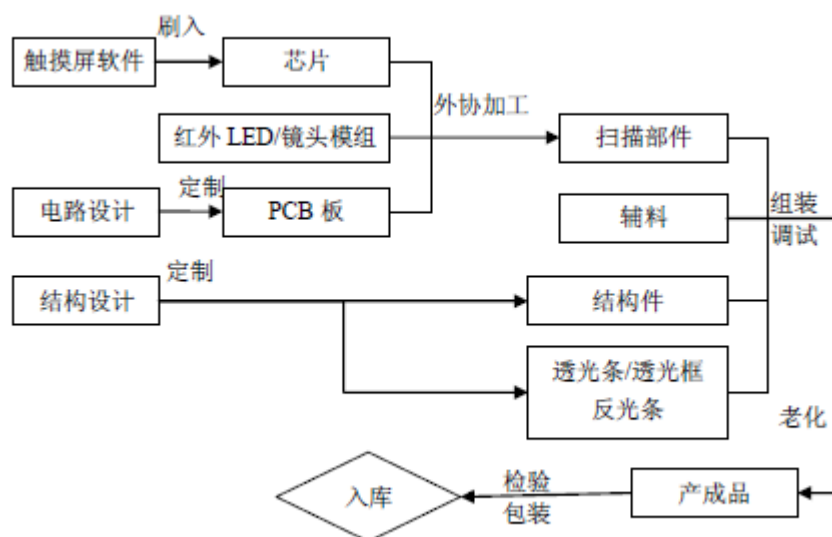 刷入
触摸屏软件
芯片
外协加工
红外 LED/镜头模组
扫描部件
定制
电路设计
PCB 板
辅料
组装
调试
定制
结构设计
结构件
透光条/透光框
反光条
老化
入库
检验
包装
产成品